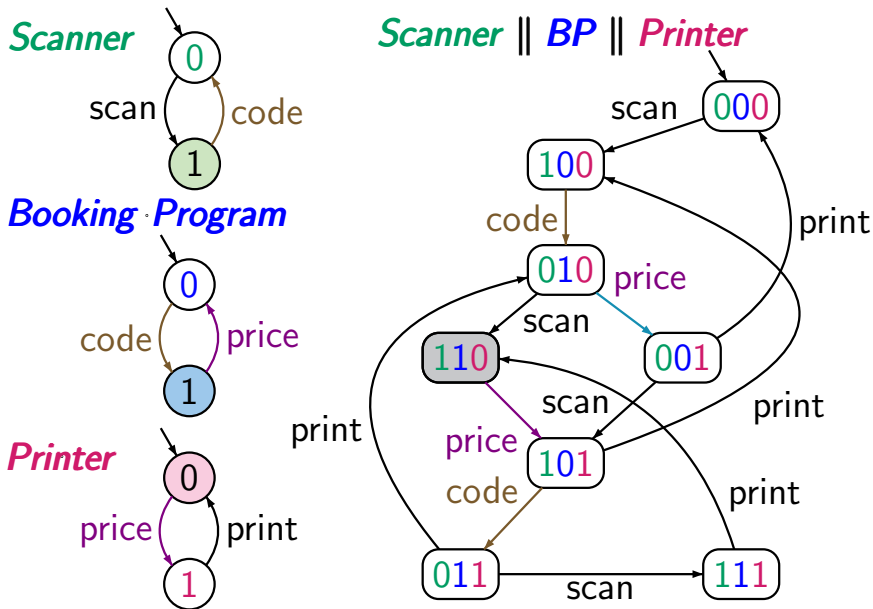 Scanner
0
scan
code
1
Booking Program
0
code
price
1
Printer
0
price
print
1
Scanner || BP || Printer
000
scan
100
code
print
010
price
scan
110
001
scan
print
print
price
101
code
print
011
scan
111